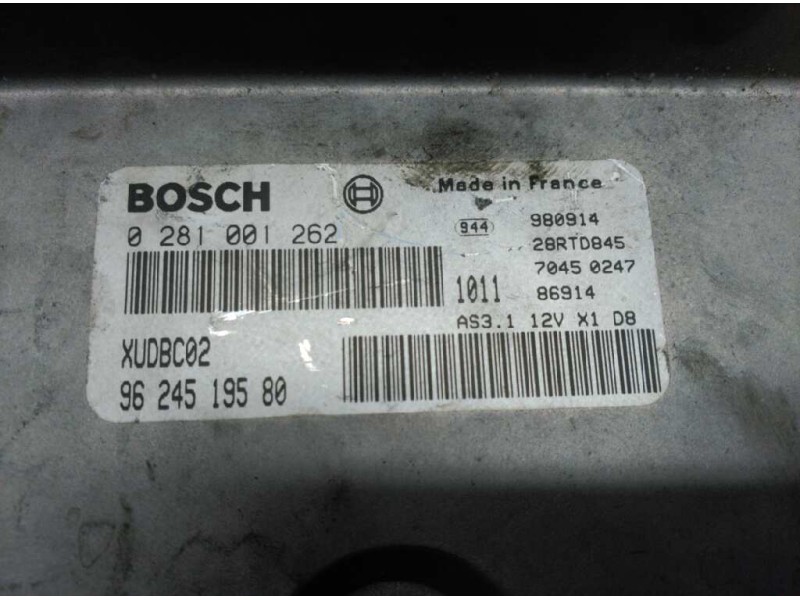 BOSCH
Made in France
0 281 001 262
944
980914
28RTD845
7045 0247
1011
86914
AS3.1 12V X1 D8
XUDBC02
96 245 195 80